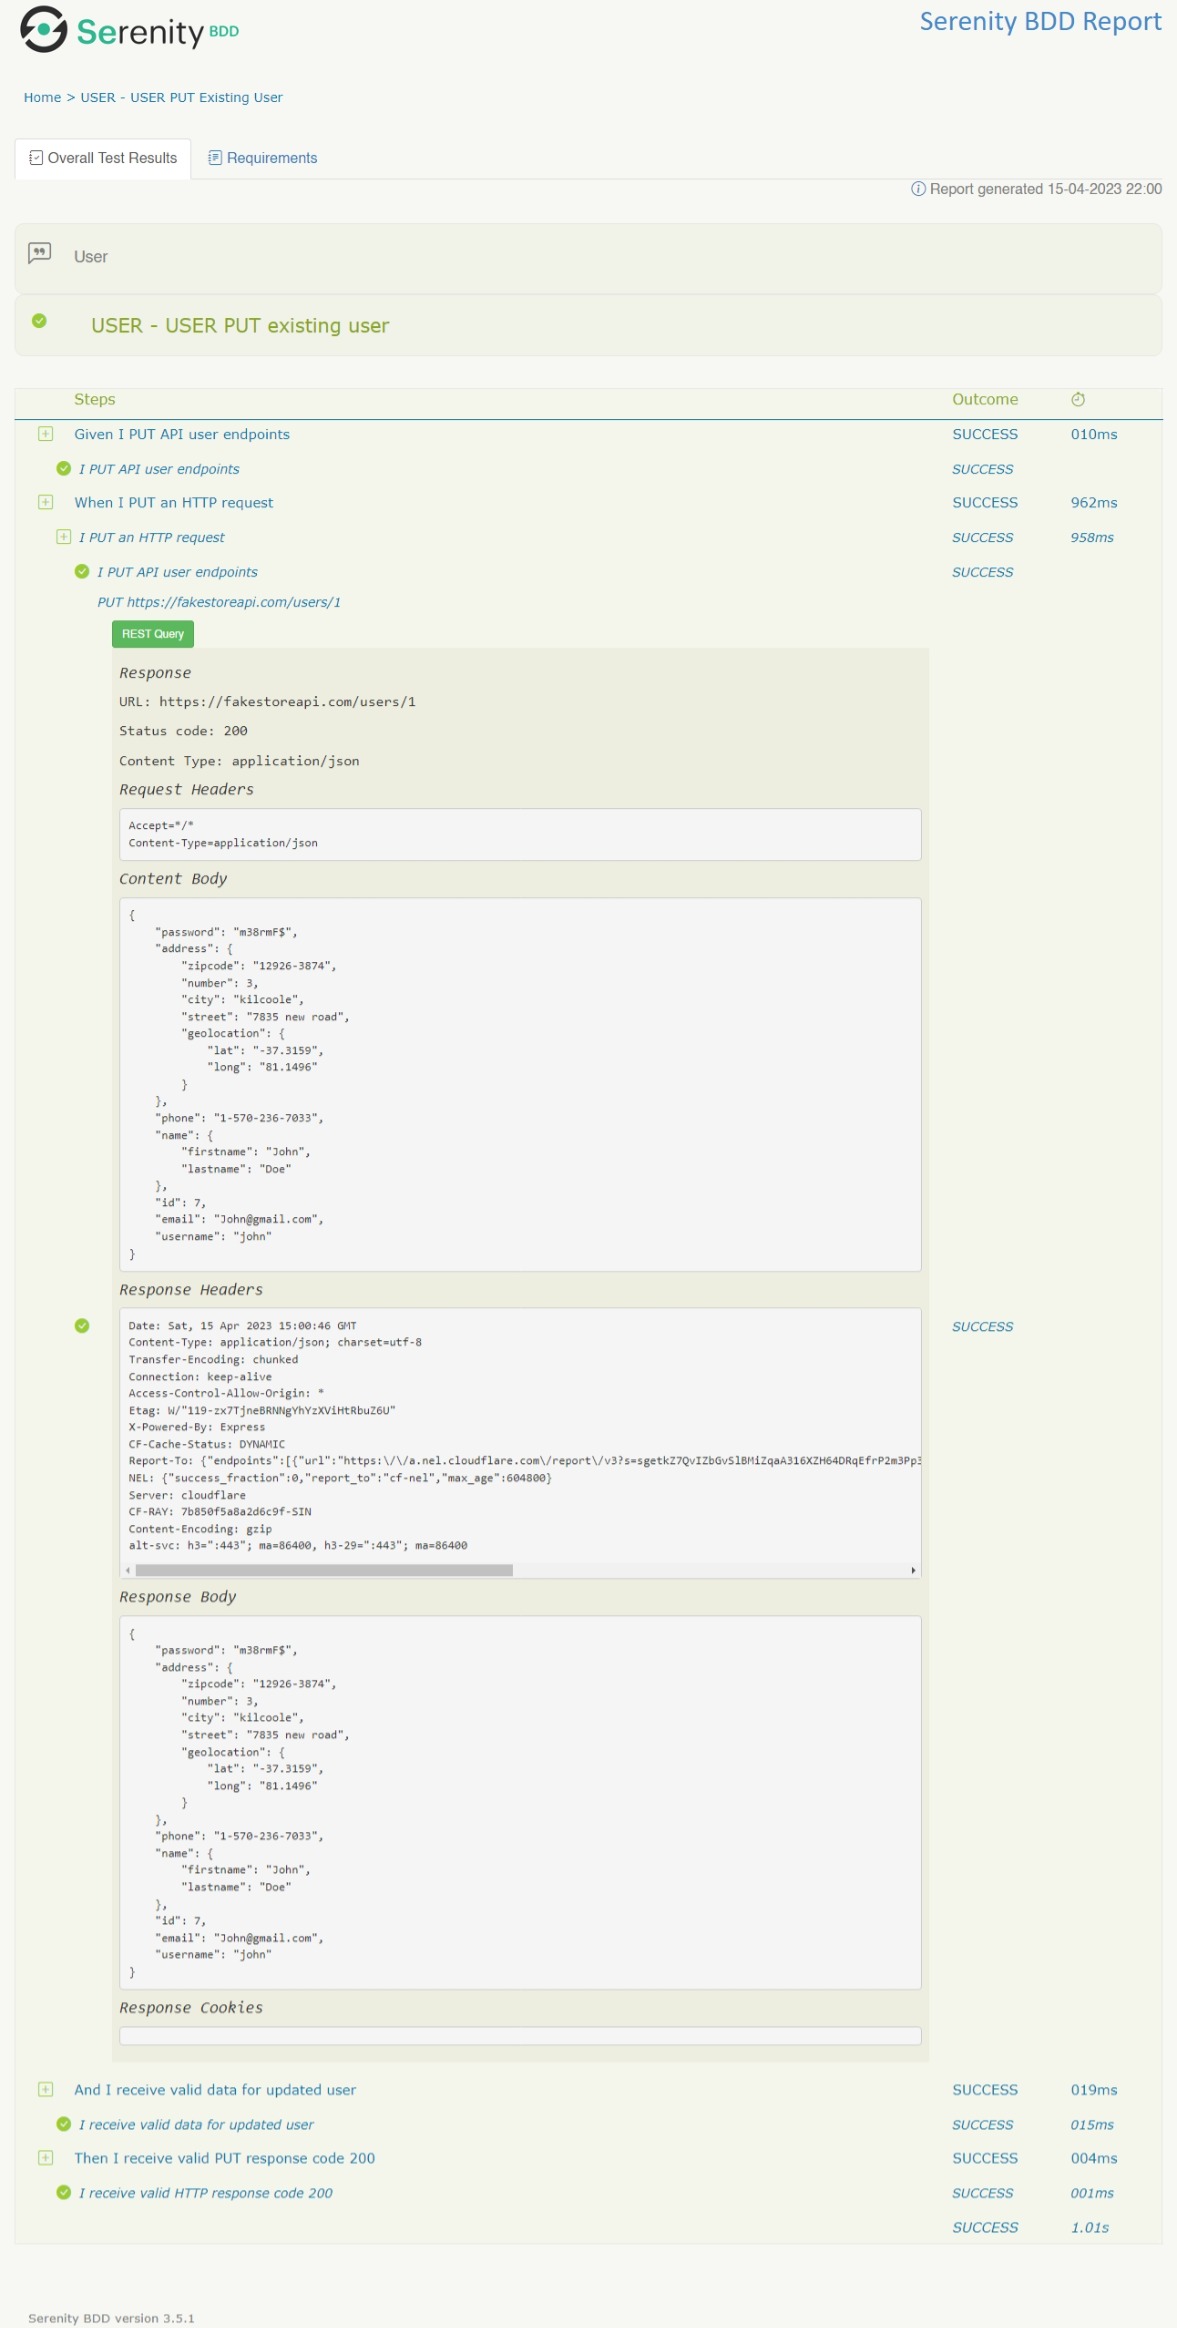 Serenity BDD
Serenity BDD Report
Home > USER - USER PUT Existing User
Overall Test Results Requirements
Report generated 15-04-2023 22:00
User
USER - USER PUT existing user
Steps Outcome
Given I PUT API user endpoints SUCCESS 010ms
I PUT API user endpoints SUCCESS
When I PUT an HTTP request SUCCESS 962ms
I PUT an HTTP request SUCCESS 958ms
I PUT API user endpoints SUCCESS
PUT https://fakestoreapi.com/users/1
REST Query
Response
URL: https://fakestoreapi.com/users/1
Status code: 200
Content Type: application/json
Request Headers
Accept=*/*
Content-Type=application/json
Content Body
{
"password": "m38rmF$",
"address": {
"zipcode": "12926-3874",
"number": 3,
"city": "kilcoole",
"street": "7835 new road",
"geolocation": {
"lat": "-37.3159",
"long": "81.1496"
}
},
"phone": "1-570-236-7033",
"name": {
"firstname": "John",
"lastname": "Doe"
},
"id": 7,
"email": "John@gmail.com",
"username": "john"
}
Response Headers
Date: Sat, 15 Apr 2023 15:00:46 GMT
SUCCESS
Content-Type: application/json; charset=utf-8
Transfer-Encoding: chunked
Connection: keep-alive
Access-Control-Allow-Origin: *
Etag: W/"119-zx7TjneBRNNgYhYzXViHtRbuZ6U"
X-Powered-By: Express
CF-Cache-Status: DYNAMIC
Report-To: {"endpoints":[{"url":"https:\/\/a.nel.cloudflare.com\/report\/v3?s=sgetkZ7QvIZbGvSlBMiZqaA316XZH64DRqEfrP2m3Pp3
NEL: {"success_fraction":0,"report_to":"cf-nel","max_age":604800}
Server: cloudflare
CF-RAY: 7b850f5a8a2d6c9f-SIN
Content-Encoding: gzip
alt-svc: h3=":443"; ma=86400, h3-29=":443"; ma=86400
Response Body
{
"password": "m38rmF$",
"address": {
"zipcode": "12926-3874",
"number": 3,
"city": "kilcoole",
"street": "7835 new road",
"geolocation": {
"lat": "-37.3159",
"long": "81.1496"
}
},
"phone": "1-570-236-7033",
"name": {
"firstname": "John",
"lastname": "Doe"
},
"id": 7,
"email": "John@gmail.com",
"username": "john"
}
Response Cookies
And I receive valid data for updated user SUCCESS 019ms
I receive valid data for updated user SUCCESS 015ms
Then I receive valid PUT response code 200 SUCCESS 004ms
I receive valid HTTP response code 200 SUCCESS 001ms
SUCCESS 1.01s
Serenity BDD version 3.5.1